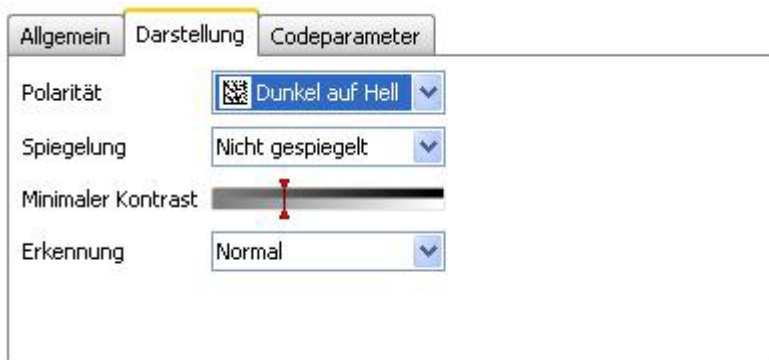 Allgemein Darstellung Codeparameter
Polarität Dunkel auf Hell
Spiegelung Nicht gespiegelt
Minimaler Kontrast
Erkennung Normal